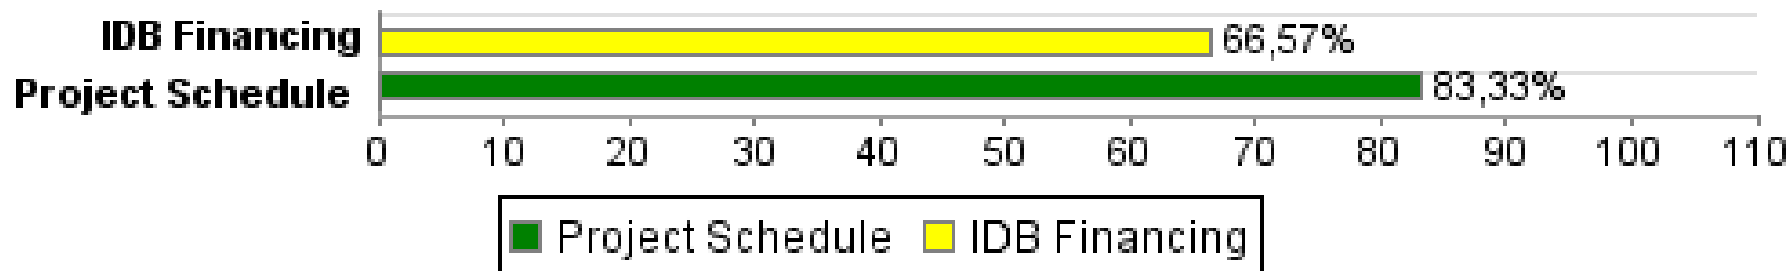 IDB Financing 66,57%
Project Schedule 83,33%
0 10 20 30 40 50 60 70 80 90 100 110
Project Schedule IDB Financing